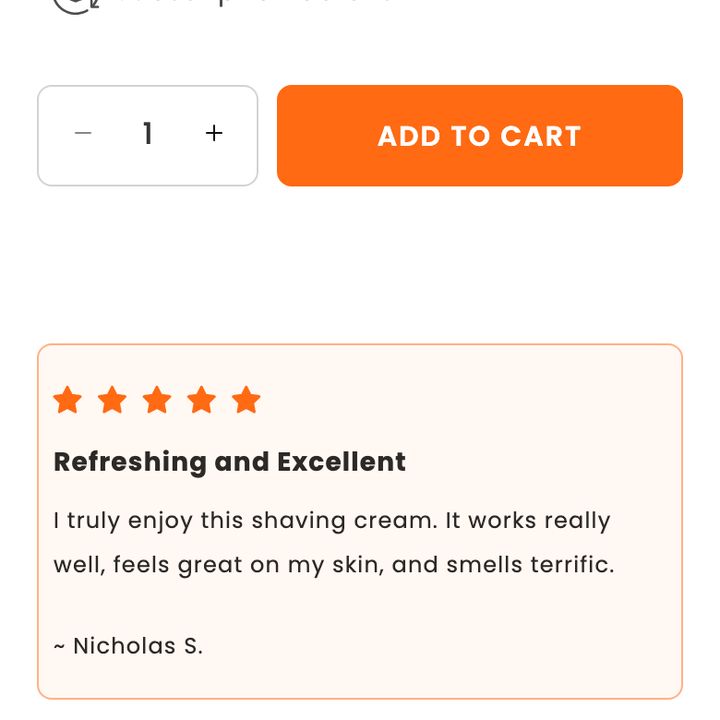 − 1 +
ADD TO CART
Refreshing and Excellent
I truly enjoy this shaving cream. It works really
well, feels great on my skin, and smells terrific.
~ Nicholas S.